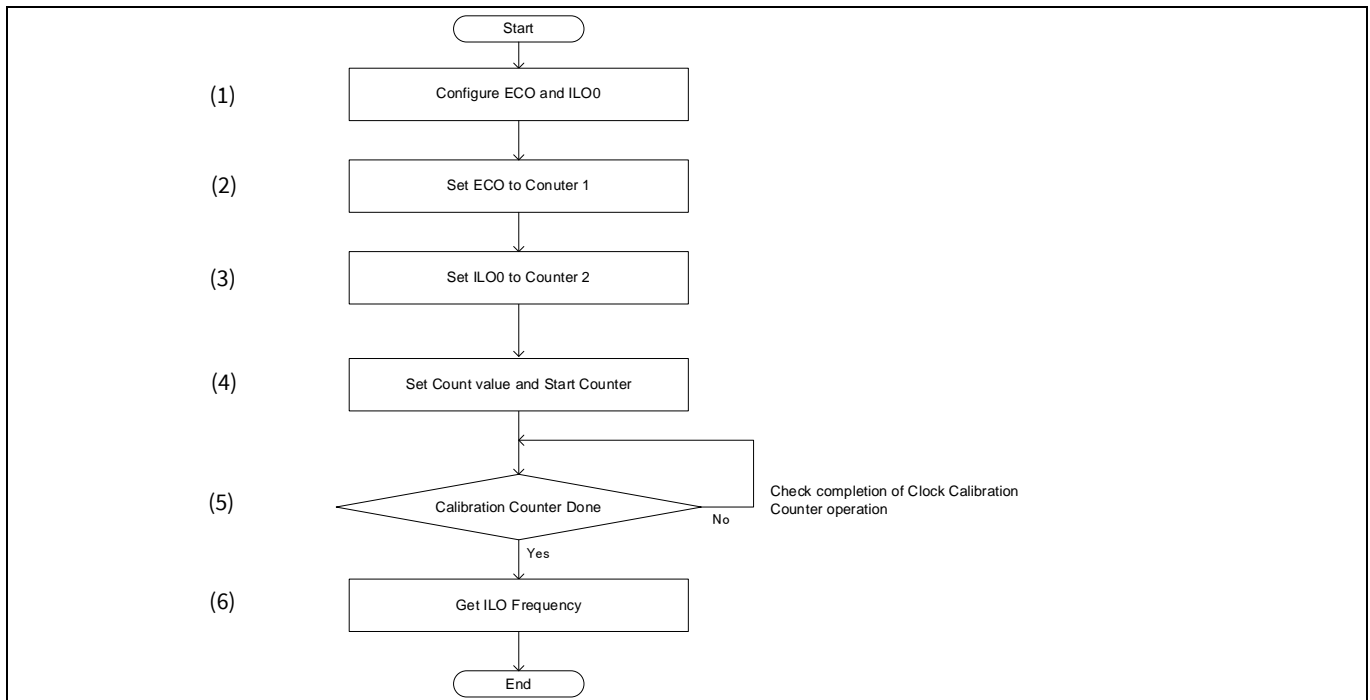 Start
(1)
Configure ECO and ILO0
(2)
Set ECO to Conuter 1
(3)
Set ILO0 to Counter 2
(4)
Set Count value and Start Counter
(5)
Calibration Counter Done
No
Check completion of Clock Calibration
Counter operation
Yes
(6)
Get ILO Frequency
End